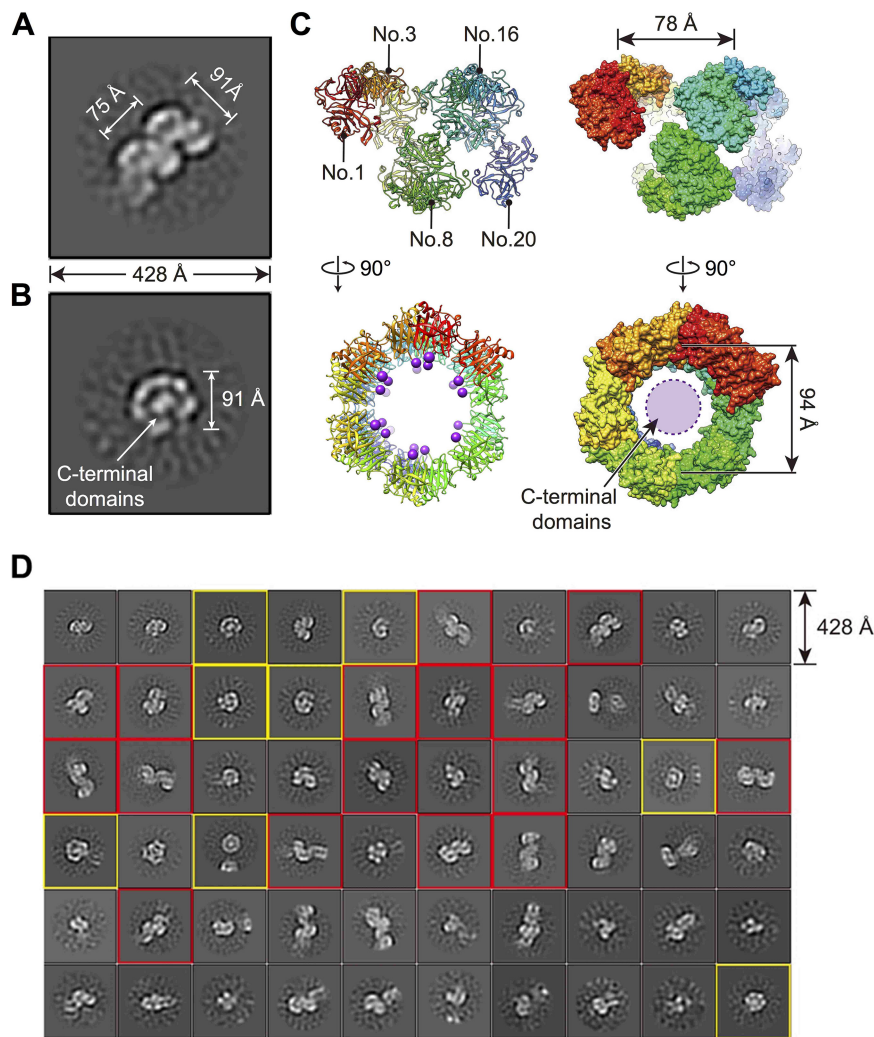 A
75 Å
91Å
428 Å
B
91 Å
C-terminal
domains
C
No.3
No.16
No.1
No.8
No.20
78 Å
90°
90°
94 Å
C-terminal
domains
D
428 Å